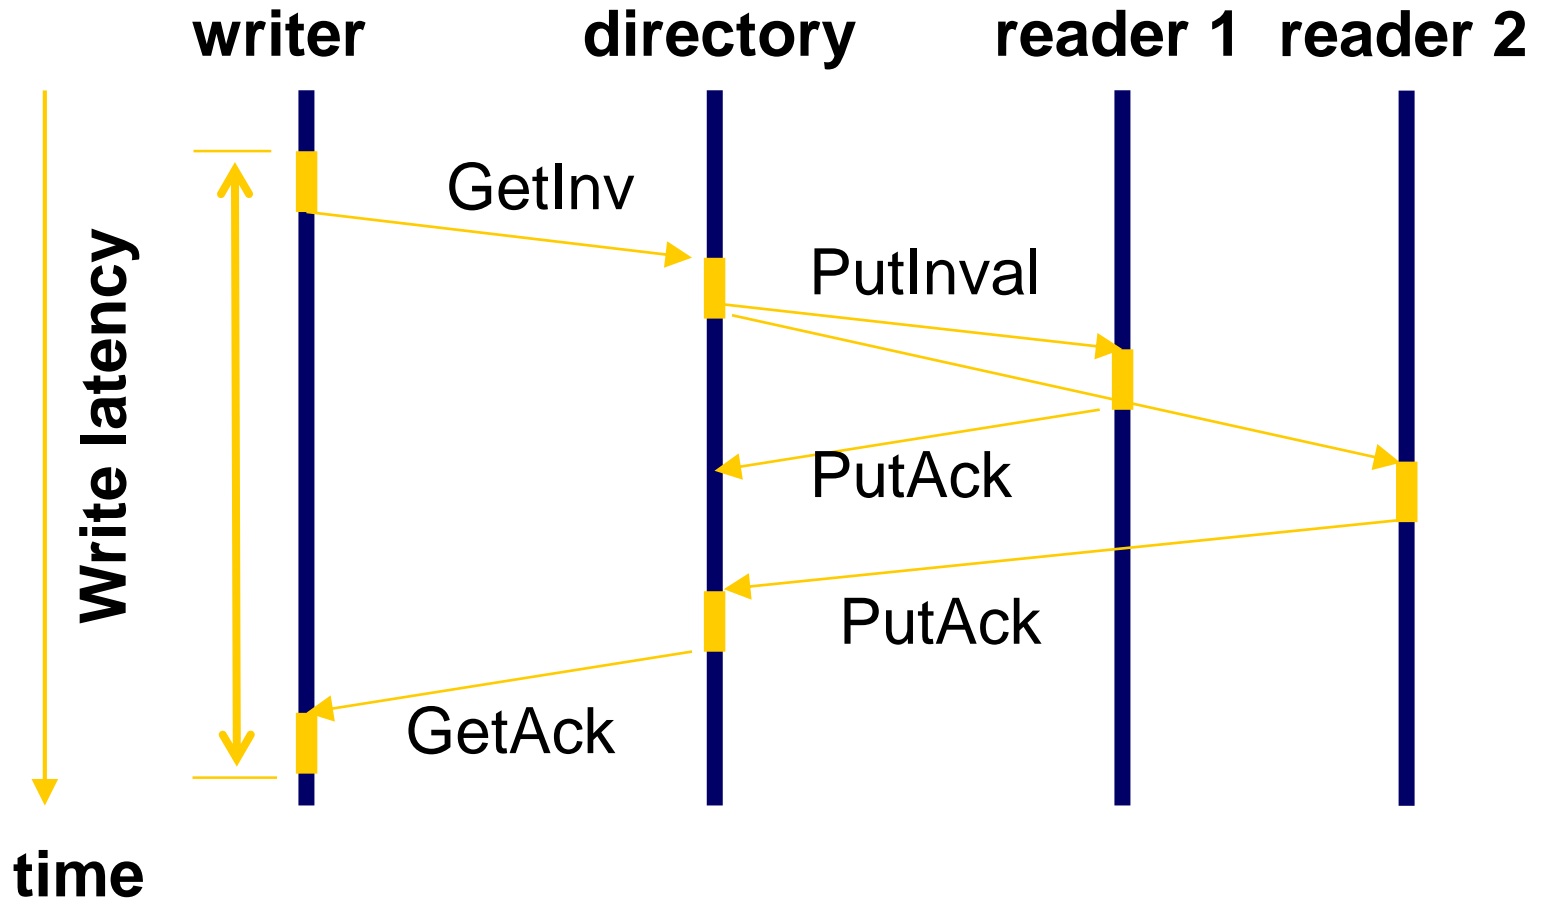 writer directory reader 1 reader 2
GetInv
PutInval
Write latency
PutAck
PutAck
GetAck
time